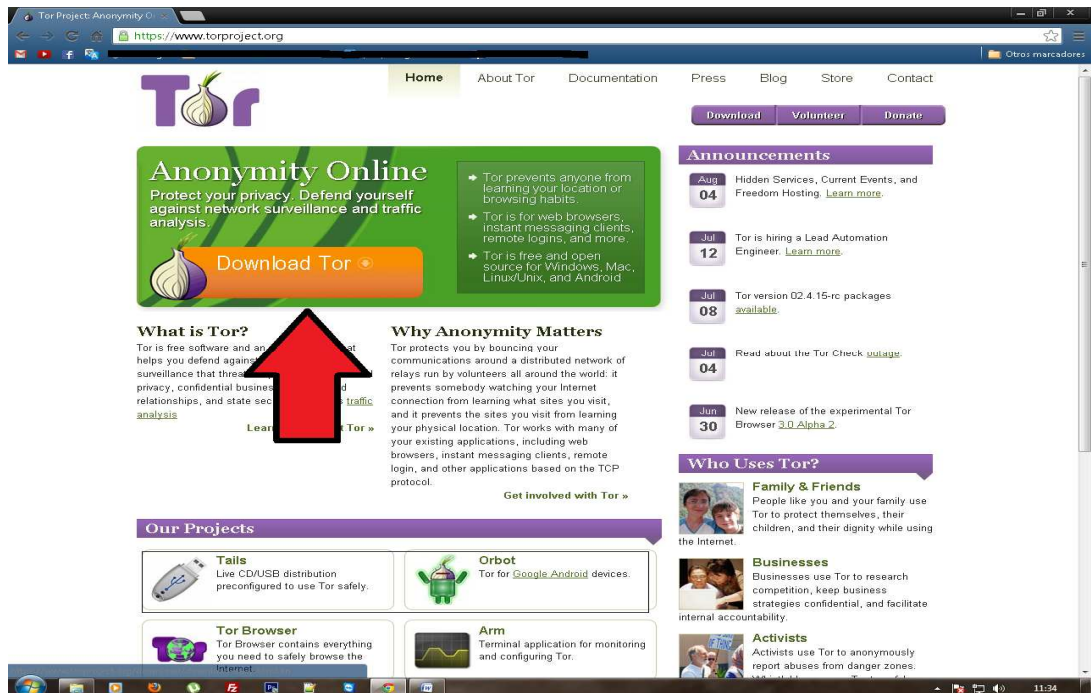 Tor Project: Anonymity O
https://www.torproject.org
Otros marcadores
Tor
Home About Tor Documentation Press Blog Store Contact
Download Volunteer Donate
Anonymity Online
Protect your privacy. Defend yourself
against network surveillance and traffic
analysis.
Download Tor
Tor prevents anyone from
learning your location or
browsing habits.
Tor is for web browsers,
instant messaging clients,
remote logins, and more.
Tor is free and open
source for Windows, Mac,
Linux/Unix, and Android
What is Tor?
Tor is free software and an at
helps you defend agains
surveillance that threa
privacy, confidential busines d
relationships, and state sec s traffic
analysis
Lear t Tor »
Why Anonymity Matters
Tor protects you by bouncing your
communications around a distributed network of
relays run by volunteers all around the world: it
prevents somebody watching your Internet
connection from learning what sites you visit,
and it prevents the sites you visit from learning
your physical location. Tor works with many of
your existing applications, including web
browsers, instant messaging clients, remote
login, and other applications based on the TCP
protocol.
Get involved with Tor »
Our Projects
Tails
Live CD/USB distribution
preconfigured to use Tor safely.
Orbot
Tor for Google Android devices.
Tor Browser
Tor Browser contains everything
you need to safely browse the
Internet.
Arm
Terminal application for monitoring
and configuring Tor.
Announcements
Aug
04
Hidden Services, Current Events, and
Freedom Hosting. Learn more.
Jul
12
Tor is hiring a Lead Automation
Engineer. Learn more.
Jul
08
Tor version 02.4.15-rc packages
available.
Jul
04
Read about the Tor Check outage.
Jun
30
New release of the experimental Tor
Browser 3.0 Alpha 2.
Who Uses Tor?
Family & Friends
People like you and your family use
Tor to protect themselves, their
children, and their dignity while using
the Internet.
Businesses
Businesses use Tor to research
competition, keep business
strategies confidential, and facilitate
internal accountability.
Activists
Activists use Tor to anonymously
report abuses from danger zones.
11:34